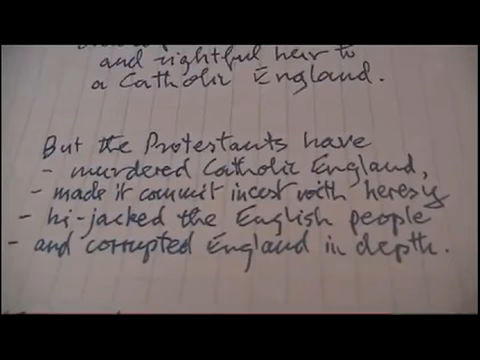 and rightful heir to
a Catholic England.
But the Protestants have
- murdered Catholic England,
- made it commit incest with heresy
- hi-jacked the English people
- and corrupted England in depth.